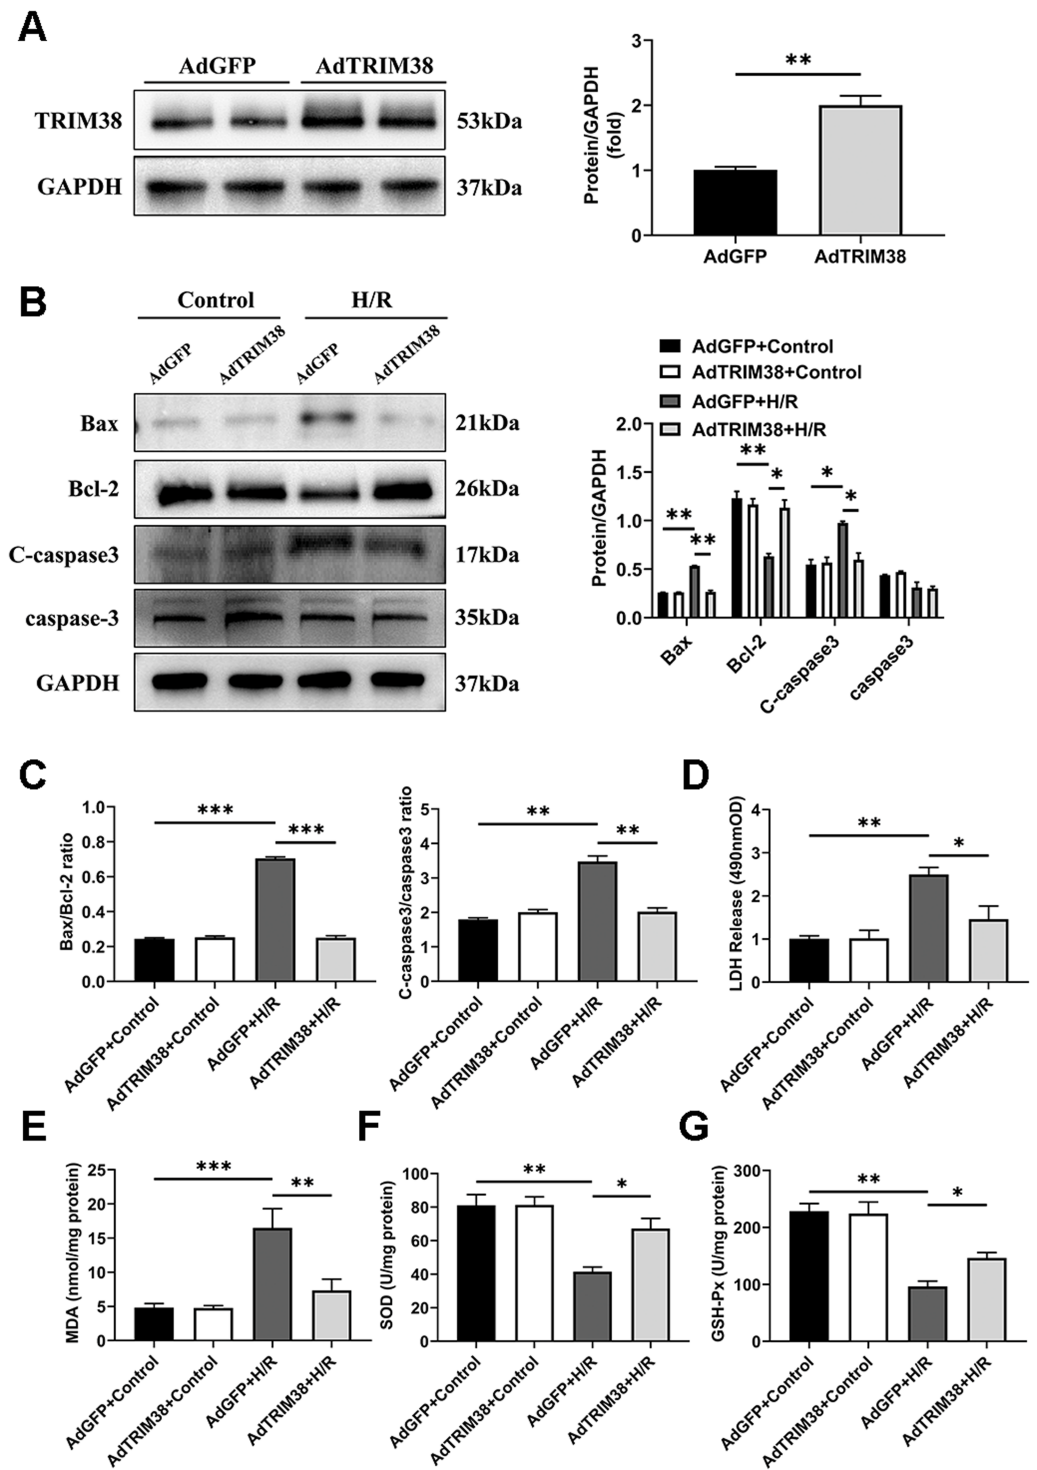 A
AdGFP AdTRIM38
TRIM38 53kDa
GAPDH 37kDa
Protein/GAPDH
(fold)
3
2
1
0
**
AdGFP AdTRIM38
B
Control H/R
AdGFP AdTRIM38 AdGFP AdTRIM38
Bax 21kDa
Bcl-2 26kDa
C-caspase3 17kDa
caspase-3 35kDa
GAPDH 37kDa
AdGFP+Control
AdTRIM38+Control
AdGFP+H/R
AdTRIM38+H/R
Protein/GAPDH
2.0
1.5
1.0
0.5
0.0
** ** ** * * *
Bax Bcl-2 C-caspase3 caspase3
C
Bax/Bcl-2 ratio
1.0
0.8
0.6
0.4
0.2
0.0
*** ***
AdGFP+Control AdTRIM38+Control AdGFP+H/R AdTRIM38+H/R
C-caspase3/caspase3 ratio
5
4
3
2
1
0
** **
AdGFP+Control AdTRIM38+Control AdGFP+H/R AdTRIM38+H/R
D
LDH Release (490nmOD)
4
3
2
1
0
** *
AdGFP+Control AdTRIM38+Control AdGFP+H/R AdTRIM38+H/R
E
MDA (nmol/mg protein)
25
20
15
10
5
0
*** **
AdGFP+Control AdTRIM38+Control AdGFP+H/R AdTRIM38+H/R
F
SOD (U/mg protein)
100
80
60
40
20
0
** *
AdGFP+Control AdTRIM38+Control AdGFP+H/R AdTRIM38+H/R
G
GSH-Px (U/mg protein)
300
200
100
0
** *
AdGFP+Control AdTRIM38+Control AdGFP+H/R AdTRIM38+H/R